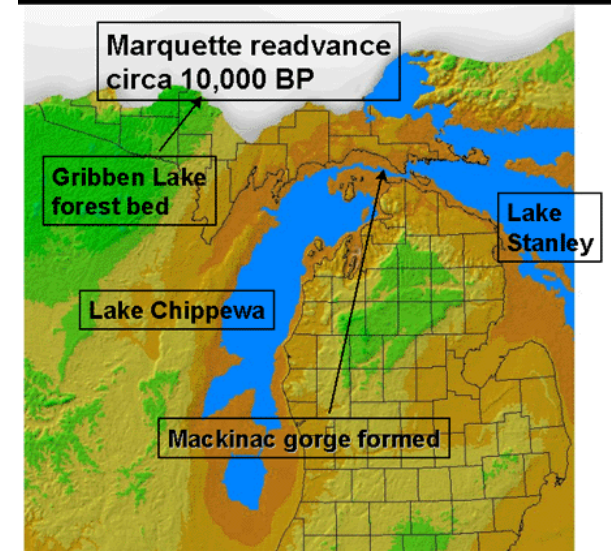 Marquette readvance
circa 10,000 BP
Gribben Lake
forest bed
Lake
Stanley
Lake Chippewa
Mackinac gorge formed